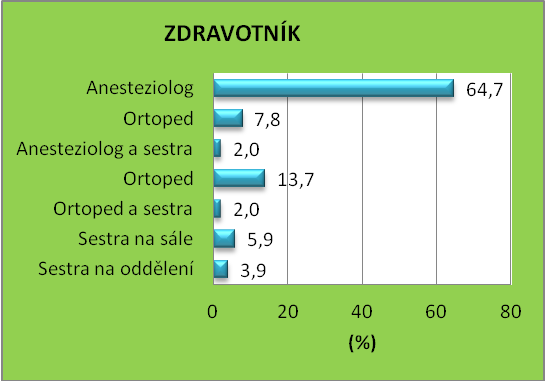 ZDRAVOTNÍK
Anesteziolog 64,7
Ortoped 7,8
Anesteziolog a sestra 2,0
Ortoped 13,7
Ortoped a sestra 2,0
Sestra na sále 5,9
Sestra na oddělení 3,9
0 20 40 60 80
(%)